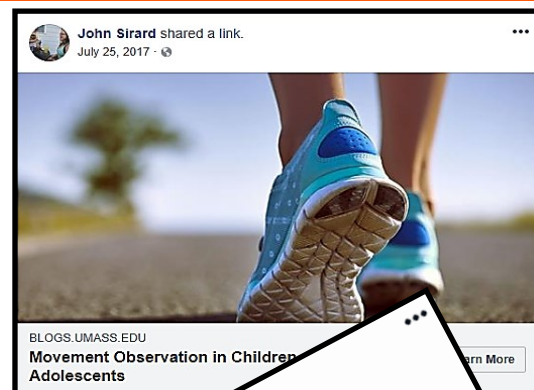 John Sirard shared a link.
July 25, 2017 ·
BLOGS.UMASS.EDU
Movement Observation in Children
Adolescents
rn More